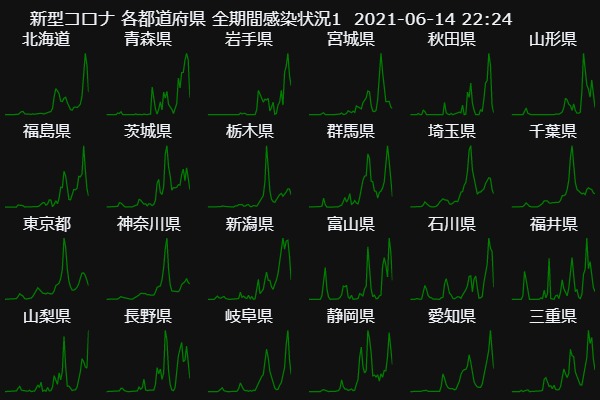 新型コロナ 各都道府県 全期間感染状況1 2021-06-14 22:24
北海道 青森県 岩手県 宮城県 秋田県 山形県
福島県 茨城県 栃木県 群馬県 埼玉県 千葉県
東京都 神奈川県 新潟県 富山県 石川県 福井県
山梨県 長野県 岐阜県 静岡県 愛知県 三重県